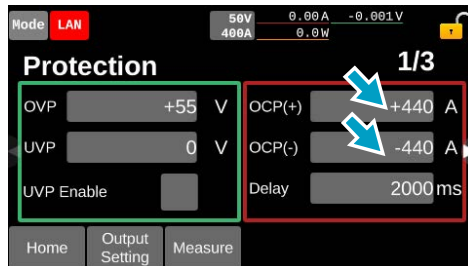 Mode LAN 50V 0.00A -0.001V
400A 0.0W
Protection 1/3
OVP +55 V OCP(+) +440 A
UVP 0 V OCP(-) -440 A
UVP Enable Delay 2000 ms
Home Output Setting Measure